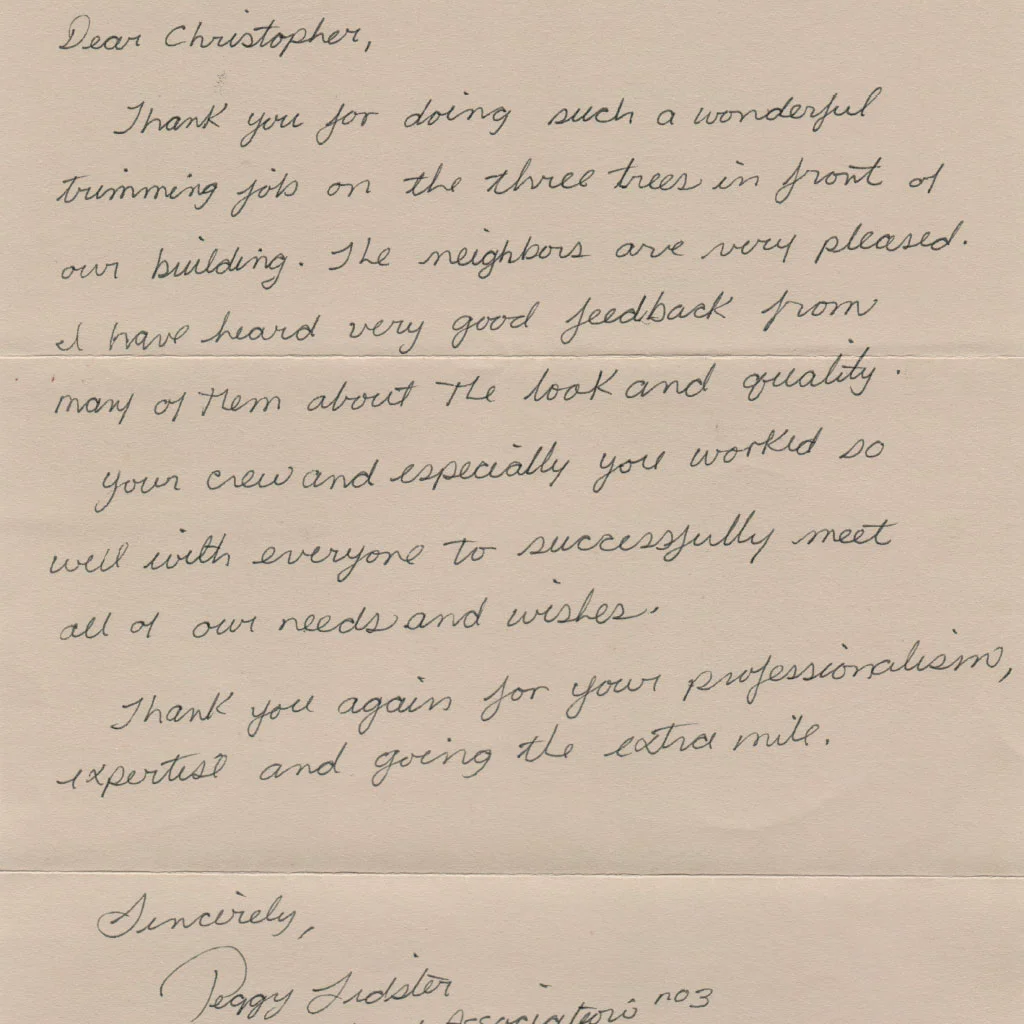 Dear Christopher,
Thank you for doing such a wonderful
trimming job on the three trees in front of
our building. The neighbors are very pleased.
I have heard very good feedback from
many of them about the look and quality.
Your crew and especially you worked so
well with everyone to successfully meet
all of our needs and wishes.
Thank you again for your professionalism,
expertise and going the extra mile.
Sincerely,
Peggy Lidster
Association no3